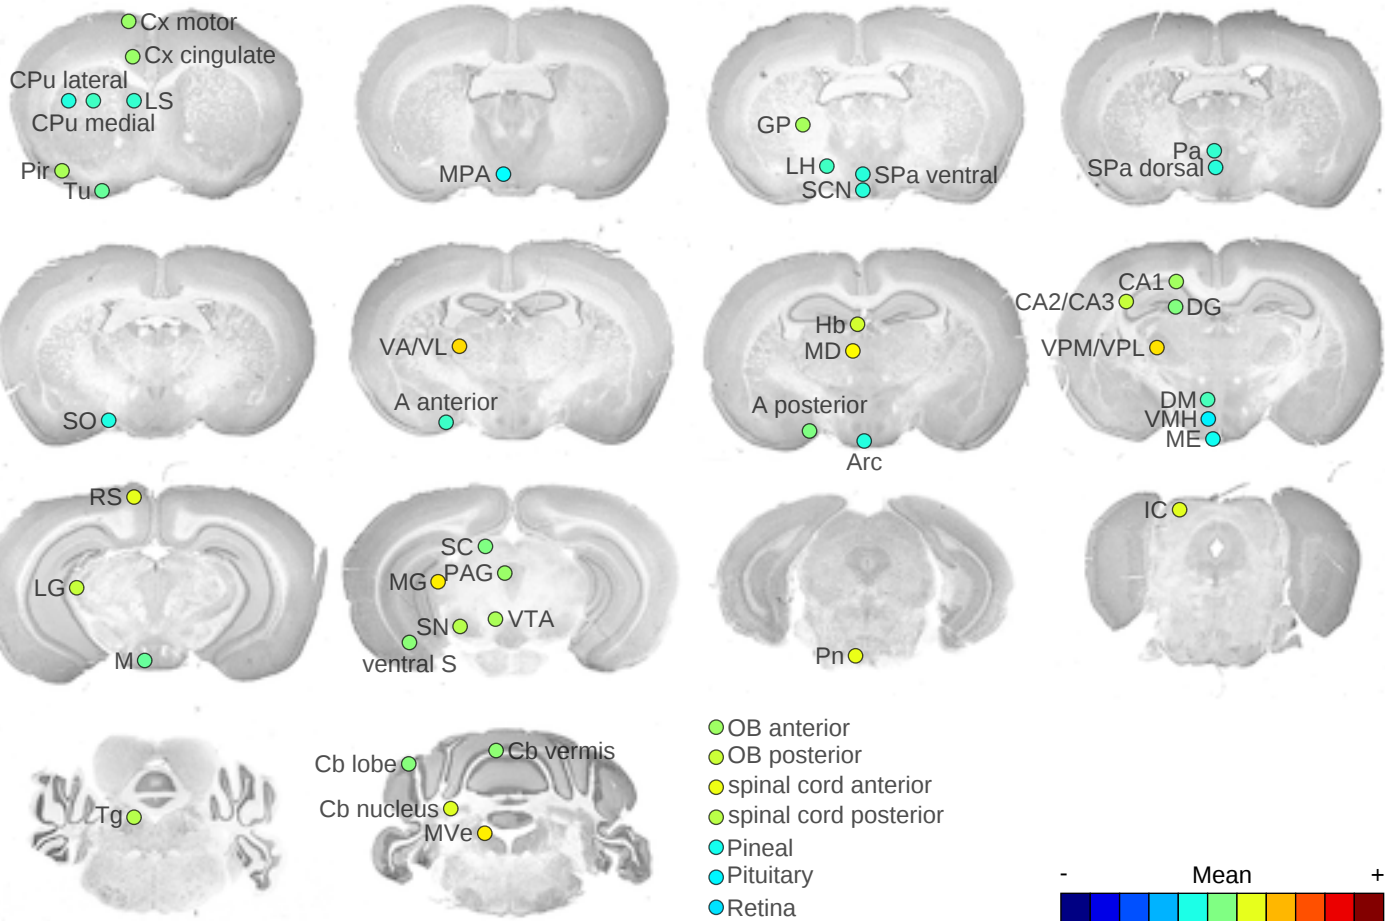 Cx motor
Cx cingulate
CPu lateral
LS
CPu medial
Pir
Tu
MPA
GP
LH
SPa ventral
SCN
Pa
SPa dorsal
SO
VA/VL
A anterior
Hb
MD
A posterior
Arc
CA1
CA2/CA3
DG
VPM/VPL
DM
VMH
ME
RS
LG
M
SC
PAG
MG
VTA
SN
ventral S
Pn
IC
Tg
Cb vermis
Cb lobe
Cb nucleus
MVe
OB anterior
OB posterior
spinal cord anterior
spinal cord posterior
Pineal
Pituitary
Retina
- Mean +